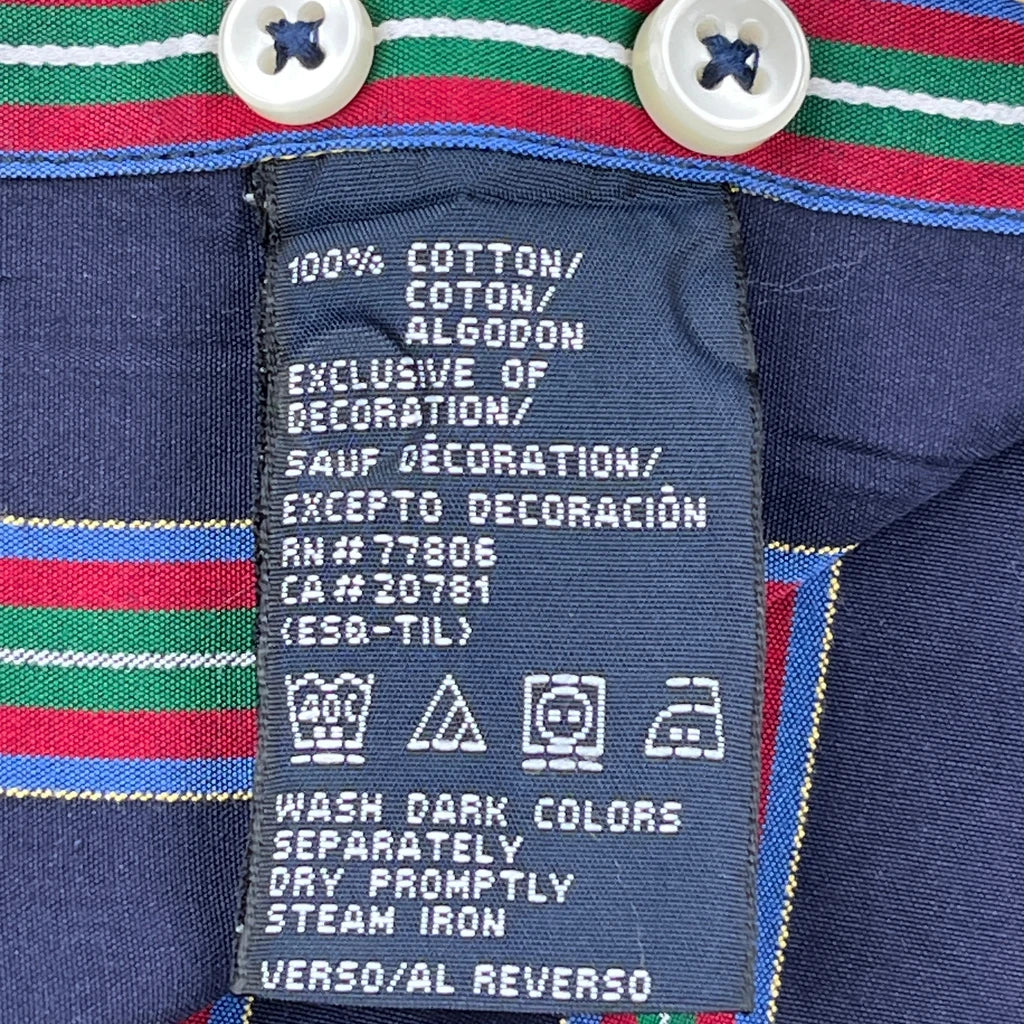 100% COTTON/
COTON/
ALGODON
EXCLUSIVE OF
DECORATION/
SAUF DÉCORATION/
EXCEPTO DECORACIÓN
RN#77806
CA#20781
(ESQ-TIL)
40C
WASH DARK COLORS
SEPARATELY
DRY PROMPTLY
STEAM IRON
VERSO/AL REVERSO